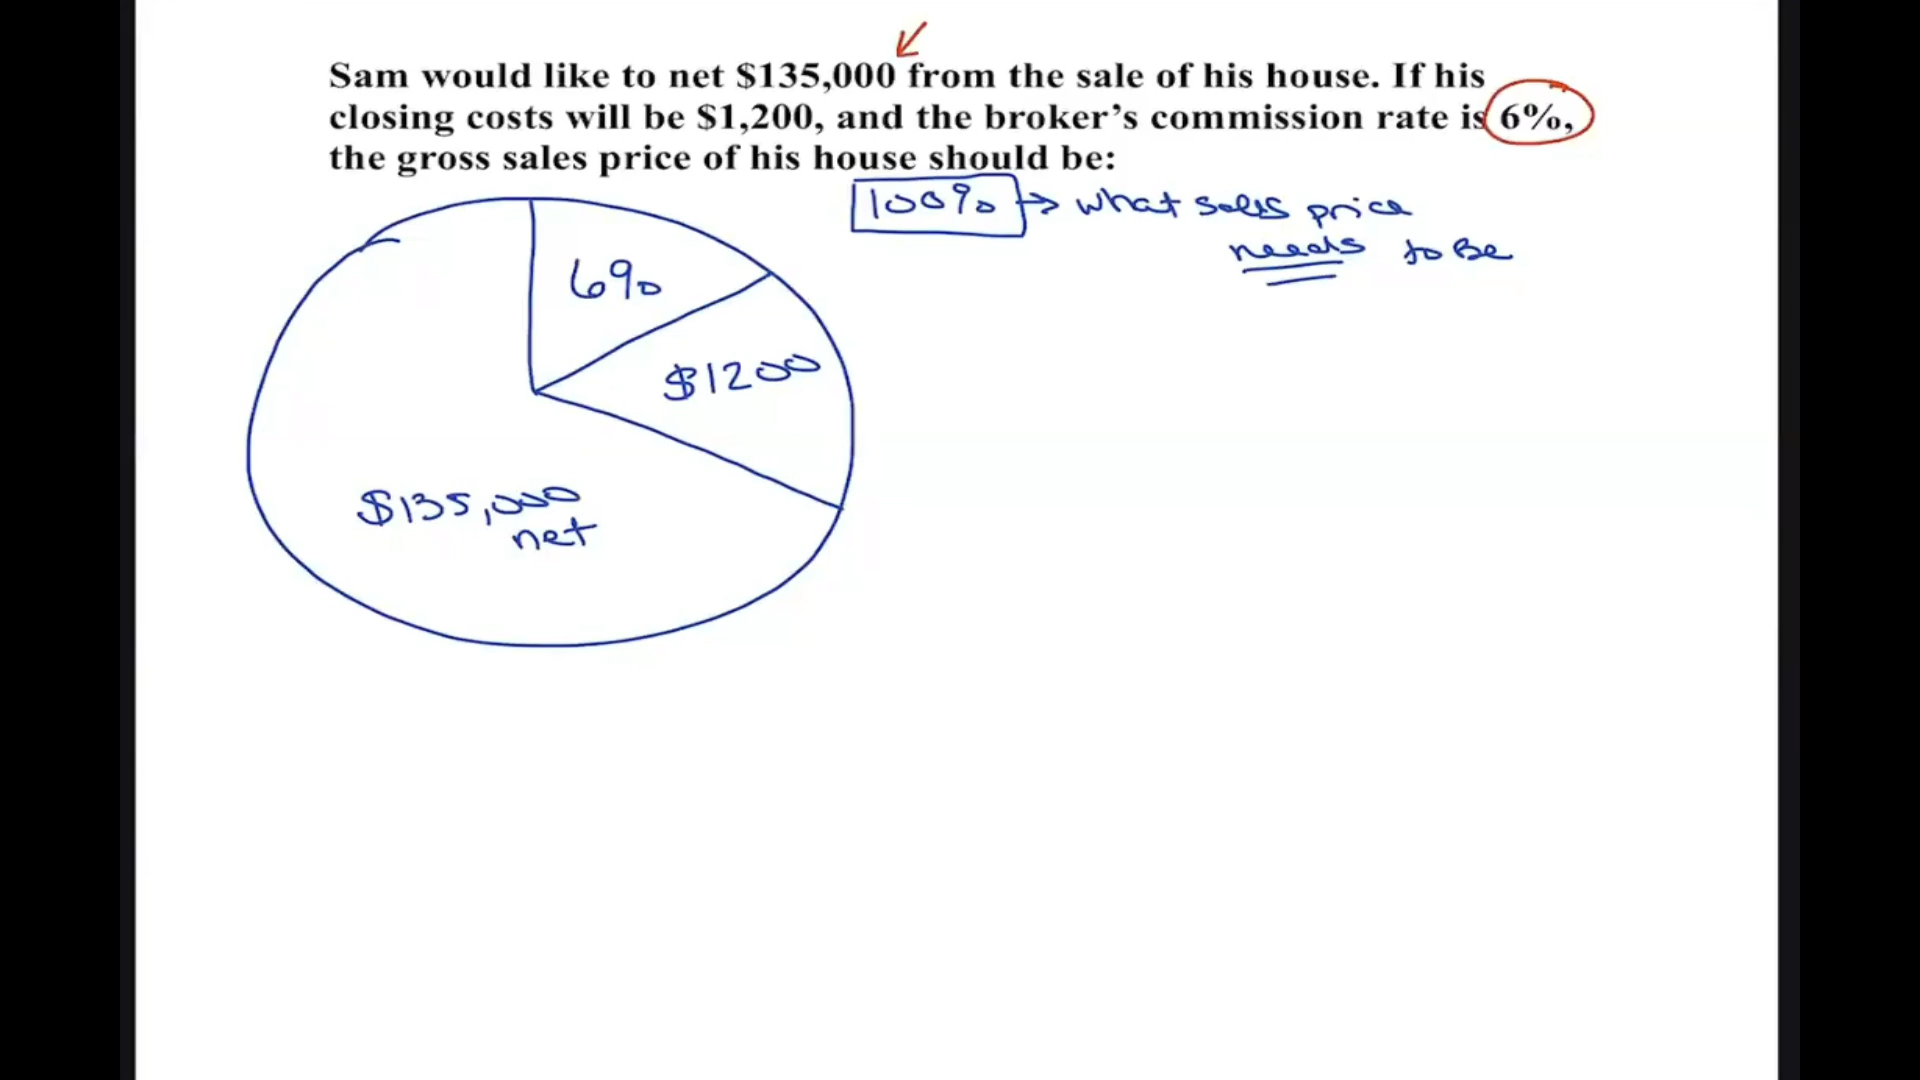 Sam would like to net $135,000 from the sale of his house. If his
closing costs will be $1,200, and the broker's commission rate is 6%,
the gross sales price of his house should be:
100% → what sales price
needs to Be
6%
$1200
$135,000
net